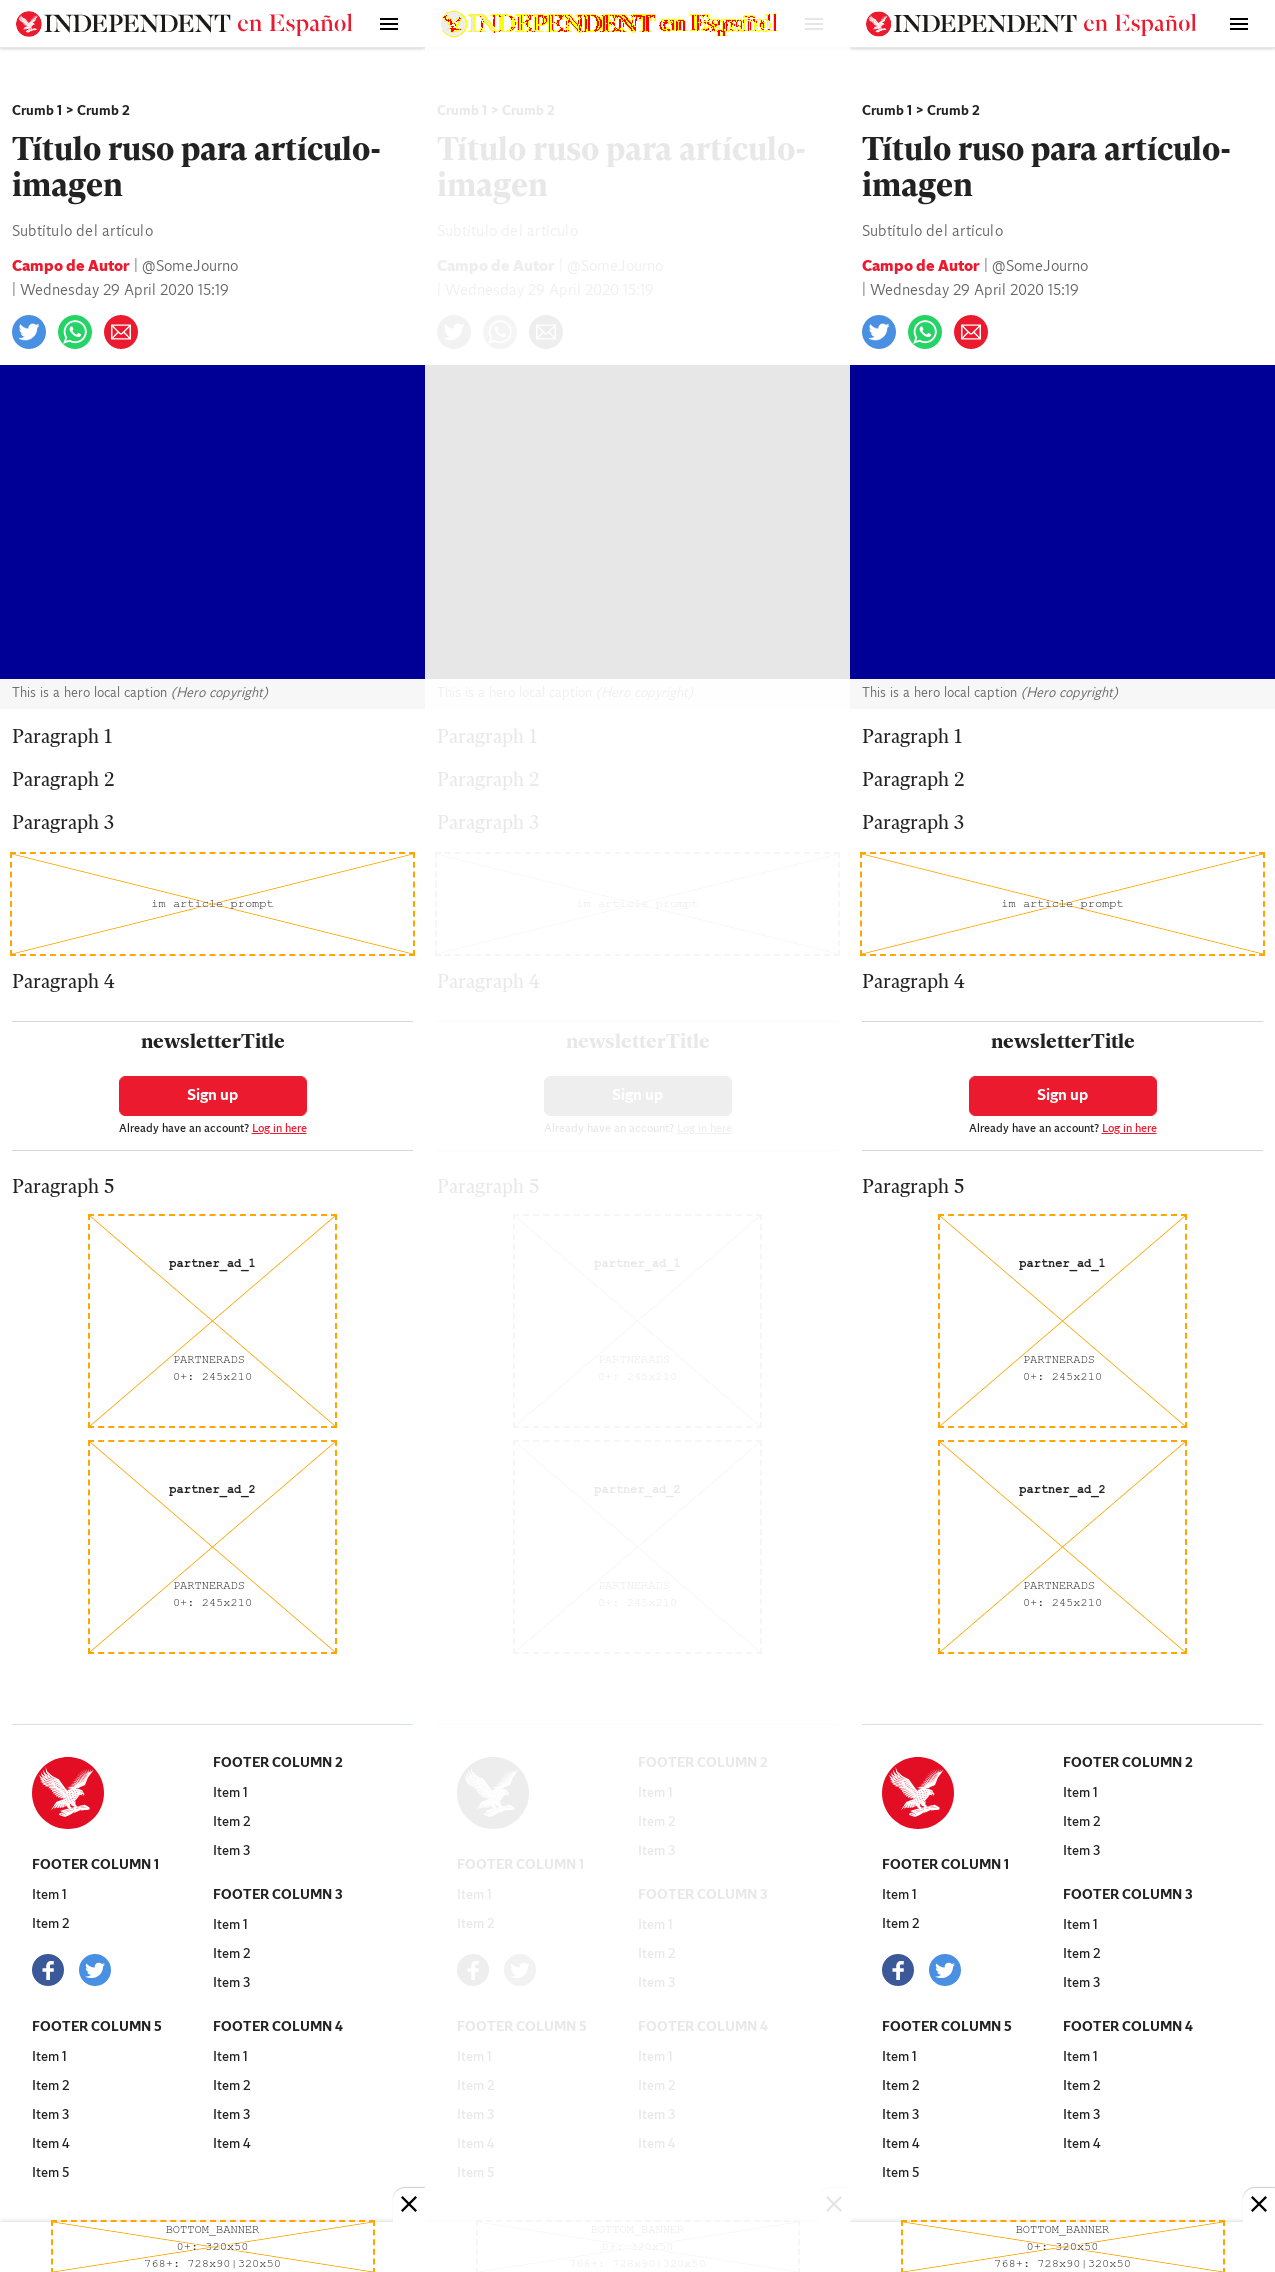 INDEPENDENT en Español
Crumb 1 > Crumb 2
Título ruso para artículo-
imagen
Subtítulo del artículo
Campo de Autor | @SomeJourno
| Wednesday 29 April 2020 15:19
This is a hero local caption (Hero copyright)
Paragraph 1
Paragraph 2
Paragraph 3
im article prompt
Paragraph 4
newsletterTitle
Sign up
Already have an account? Log in here
Paragraph 5
partner_ad_1
PARTNERADS
0+: 245x210
partner_ad_2
PARTNERADS
0+: 245x210
FOOTER COLUMN 1
Item 1
Item 2
FOOTER COLUMN 5
Item 1
Item 2
Item 3
Item 4
Item 5
FOOTER COLUMN 2
Item 1
Item 2
Item 3
FOOTER COLUMN 3
Item 1
Item 2
Item 3
FOOTER COLUMN 4
Item 1
Item 2
Item 3
Item 4
BOTTOM_BANNER
0+: 320x50
768+: 728x90|320x50
INDEPENDENT en Español
Crumb 1 > Crumb 2
Título ruso para artículo-
imagen
Subtítulo del artículo
Campo de Autor | @SomeJourno
| Wednesday 29 April 2020 15:19
This is a hero local caption (Hero copyright)
Paragraph 1
Paragraph 2
Paragraph 3
im article prompt
Paragraph 4
newsletterTitle
Sign up
Already have an account? Log in here
Paragraph 5
partner_ad_1
PARTNERADS
0+: 245x210
partner_ad_2
PARTNERADS
0+: 245x210
FOOTER COLUMN 1
Item 1
Item 2
FOOTER COLUMN 5
Item 1
Item 2
Item 3
Item 4
Item 5
FOOTER COLUMN 2
Item 1
Item 2
Item 3
FOOTER COLUMN 3
Item 1
Item 2
Item 3
FOOTER COLUMN 4
Item 1
Item 2
Item 3
Item 4
BOTTOM_BANNER
0+: 320x50
768+: 728x90|320x50
INDEPENDENT en Español
Crumb 1 > Crumb 2
Título ruso para artículo-
imagen
Subtítulo del artículo
Campo de Autor | @SomeJourno
| Wednesday 29 April 2020 15:19
This is a hero local caption (Hero copyright)
Paragraph 1
Paragraph 2
Paragraph 3
im article prompt
Paragraph 4
newsletterTitle
Sign up
Already have an account? Log in here
Paragraph 5
partner_ad_1
PARTNERADS
0+: 245x210
partner_ad_2
PARTNERADS
0+: 245x210
FOOTER COLUMN 1
Item 1
Item 2
FOOTER COLUMN 5
Item 1
Item 2
Item 3
Item 4
Item 5
FOOTER COLUMN 2
Item 1
Item 2
Item 3
FOOTER COLUMN 3
Item 1
Item 2
Item 3
FOOTER COLUMN 4
Item 1
Item 2
Item 3
Item 4
BOTTOM_BANNER
0+: 320x50
768+: 728x90|320x50